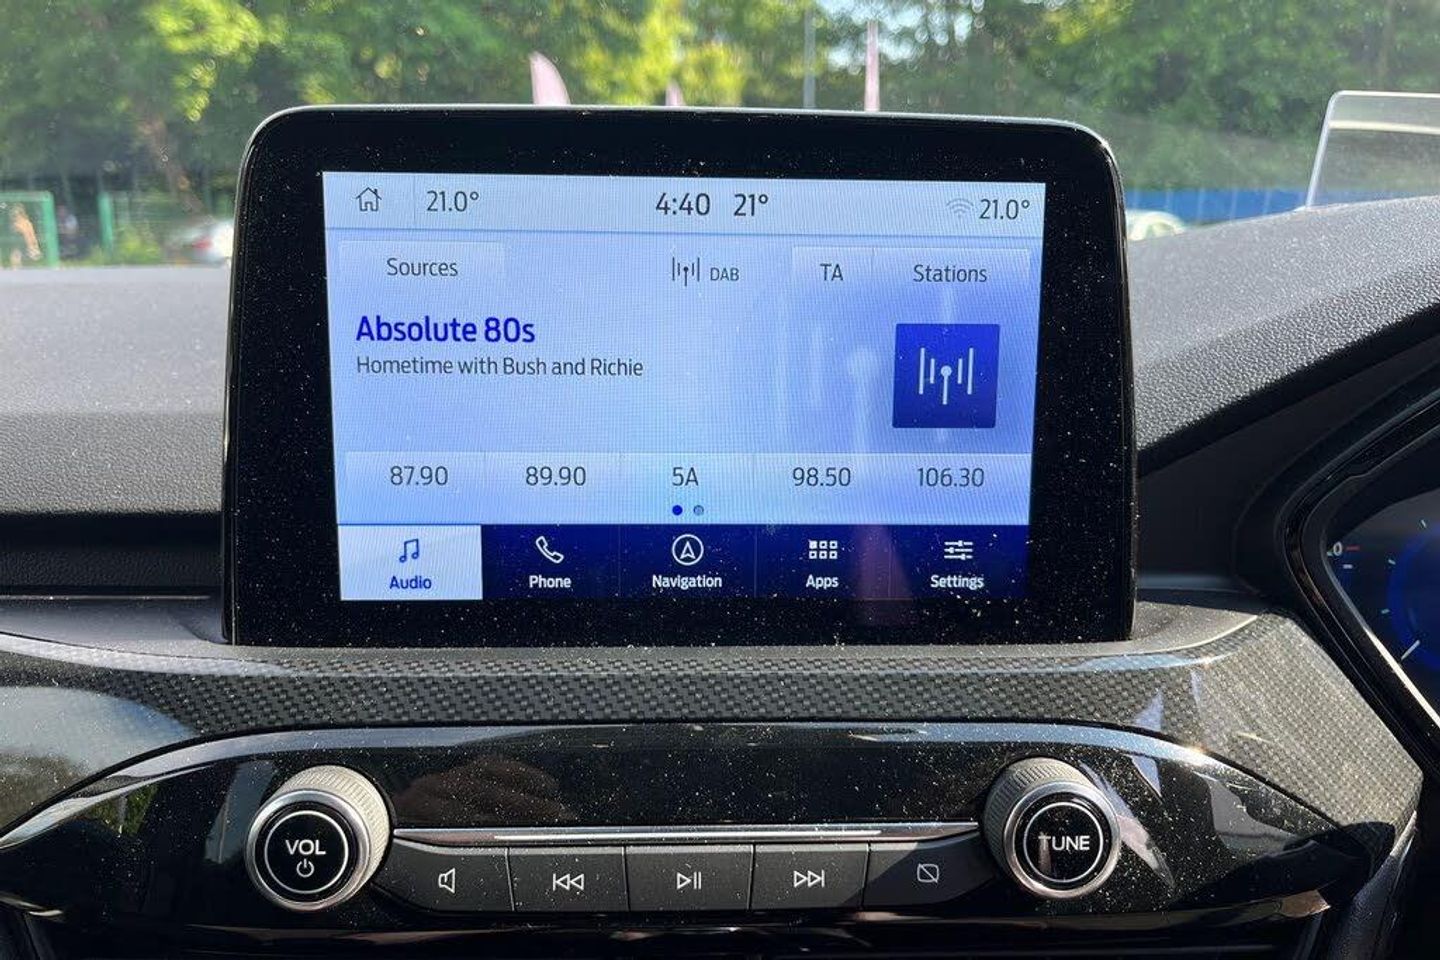 21.0° 4:40 21° 21.0°
Sources DAB TA Stations
Absolute 80s
Hometime with Bush and Richie
87.90 89.90 5A 98.50 106.30
Audio Phone Navigation Apps Settings
VOL TUNE